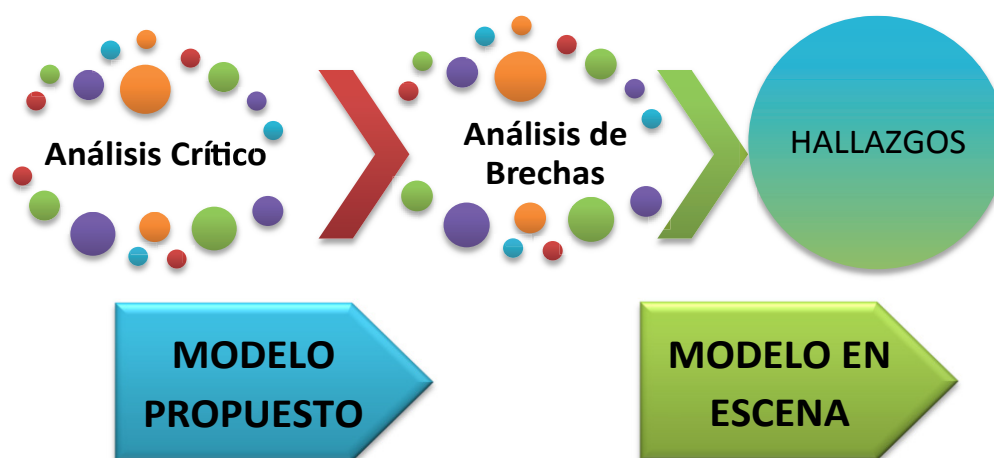 Análisis Crítico
Análisis de
Brechas
HALLAZGOS
MODELO
PROPUESTO
MODELO EN
ESCENA